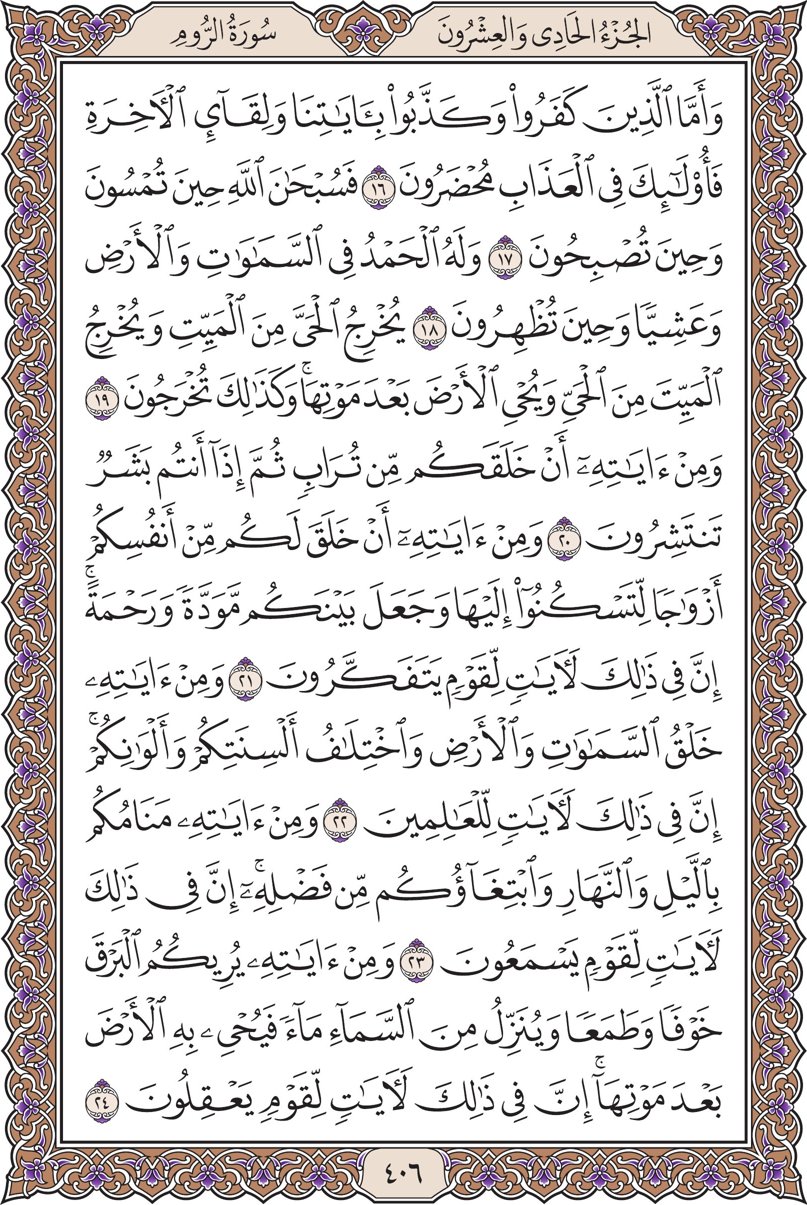 الجُزْءُ الحَادِي وَالعِشْرُونَ
سُورَةُ الرُّومِ
وَأَمَّا ٱلَّذِينَ كَفَرُواْ وَكَذَّبُواْ بِـَٔايَٰتِنَا وَلِقَآيِٕ ٱلْأٓخِرَةِ
فَأُوْلَٰٓئِكَ فِى ٱلْعَذَابِ مُحْضَرُونَ ١٦ فَسُبْحَٰنَ ٱللَّهِ حِينَ تُمْسُونَ
وَحِينَ تُصْبِحُونَ ١٧ وَلَهُ ٱلْحَمْدُ فِى ٱلسَّمَٰوَٰتِ وَٱلْأَرْضِ
وَعَشِيًّا وَحِينَ تُظْهِرُونَ ١٨ يُخْرِجُ ٱلْحَىَّ مِنَ ٱلْمَيِّتِ وَيُخْرِجُ
ٱلْمَيِّتَ مِنَ ٱلْحَىِّ وَيُحْىِ ٱلْأَرْضَ بَعْدَ مَوْتِهَا ۚ وَكَذَٰلِكَ تُخْرَجُونَ ١٩
وَمِنْ ءَايَٰتِهِۦٓ أَنْ خَلَقَكُم مِّن تُرَابٍ ثُمَّ إِذَآ أَنتُم بَشَرٌ
تَنتَشِرُونَ ٢٠ وَمِنْ ءَايَٰتِهِۦٓ أَنْ خَلَقَ لَكُم مِّنْ أَنفُسِكُمْ
أَزْوَٰجًا لِّتَسْكُنُوٓاْ إِلَيْهَا وَجَعَلَ بَيْنَكُم مَّوَدَّةً وَرَحْمَةً ۚ
إِنَّ فِى ذَٰلِكَ لَأٓيَٰتٍ لِّقَوْمٍ يَتَفَكَّرُونَ ٢١ وَمِنْ ءَايَٰتِهِۦ
خَلْقُ ٱلسَّمَٰوَٰتِ وَٱلْأَرْضِ وَٱخْتِلَٰفُ أَلْسِنَتِكُمْ وَأَلْوَٰنِكُمْ ۚ
إِنَّ فِى ذَٰلِكَ لَأٓيَٰتٍ لِّلْعَٰلِمِينَ ٢٢ وَمِنْ ءَايَٰتِهِۦ مَنَامُكُم
بِٱلَّيْلِ وَٱلنَّهَارِ وَٱبْتِغَآؤُكُم مِّن فَضْلِهِۦٓ ۚ إِنَّ فِى ذَٰلِكَ
لَأٓيَٰتٍ لِّقَوْمٍ يَسْمَعُونَ ٢٣ وَمِنْ ءَايَٰتِهِۦ يُرِيكُمُ ٱلْبَرْقَ
خَوْفًا وَطَمَعًا وَيُنَزِّلُ مِنَ ٱلسَّمَآءِ مَآءً فَيُحْىِۦ بِهِ ٱلْأَرْضَ
بَعْدَ مَوْتِهَآ ۚ إِنَّ فِى ذَٰلِكَ لَأٓيَٰتٍ لِّقَوْمٍ يَعْقِلُونَ ٢٤
٤٠٦